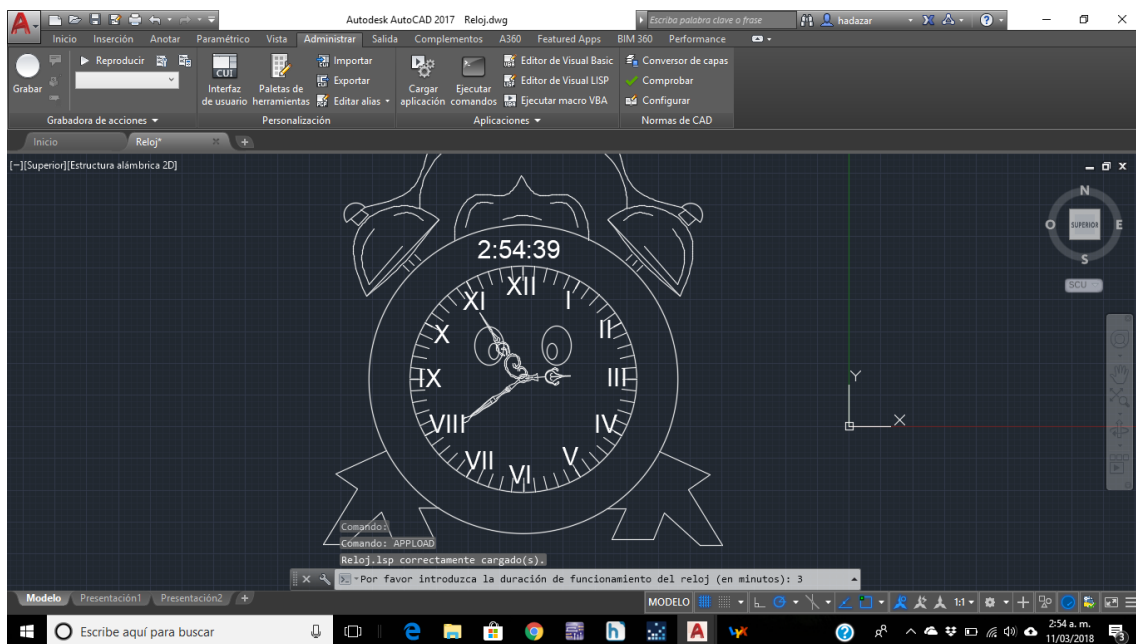 Autodesk AutoCAD 2017 Reloj.dwg
Escriba palabra clave o frase
hadazar
Inicio Inserción Anotar Paramétrico Vista Administrar Salida Complementos A360 Featured Apps BIM 360 Performance
Grabar
Reproducir
CUI
Interfaz de usuario
Paletas de herramientas
Importar
Exportar
Editar alias
Cargar aplicación
Ejecutar comandos
Editor de Visual Basic
Editor de Visual LISP
Ejecutar macro VBA
Conversor de capas
Comprobar
Configurar
Grabadora de acciones Personalización Aplicaciones Normas de CAD
Inicio Reloj* +
[−][Superior][Estructura alámbrica 2D]
N
O SUPERIOR E
S
SCU
2:54:39
XII
XI I
X II
IX III
VIII IV
VII VI V
Y
X
Comando:
Comando: APPLOAD
Reloj.lsp correctamente cargado(s).
Por favor introduzca la duración de funcionamiento del reloj (en minutos): 3
Modelo Presentación1 Presentación2 +
MODELO 1:1
Escribe aquí para buscar
2:54 a. m.
11/03/2018